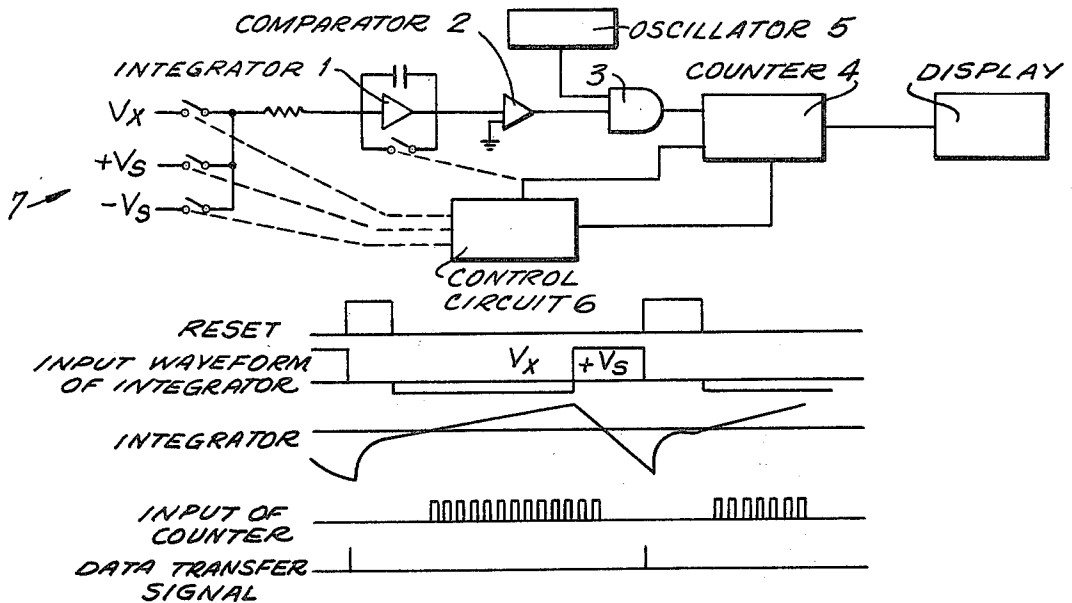 COMPARATOR 2
OSCILLATOR 5
INTEGRATOR 1
3
COUNTER 4
DISPLAY
VX
+VS
-VS
7
CONTROL
CIRCUIT 6
RESET
INPUT WAVEFORM
OF INTEGRATOR
VX
+VS
INTEGRATOR
INPUT OF
COUNTER
DATA TRANSFER
SIGNAL